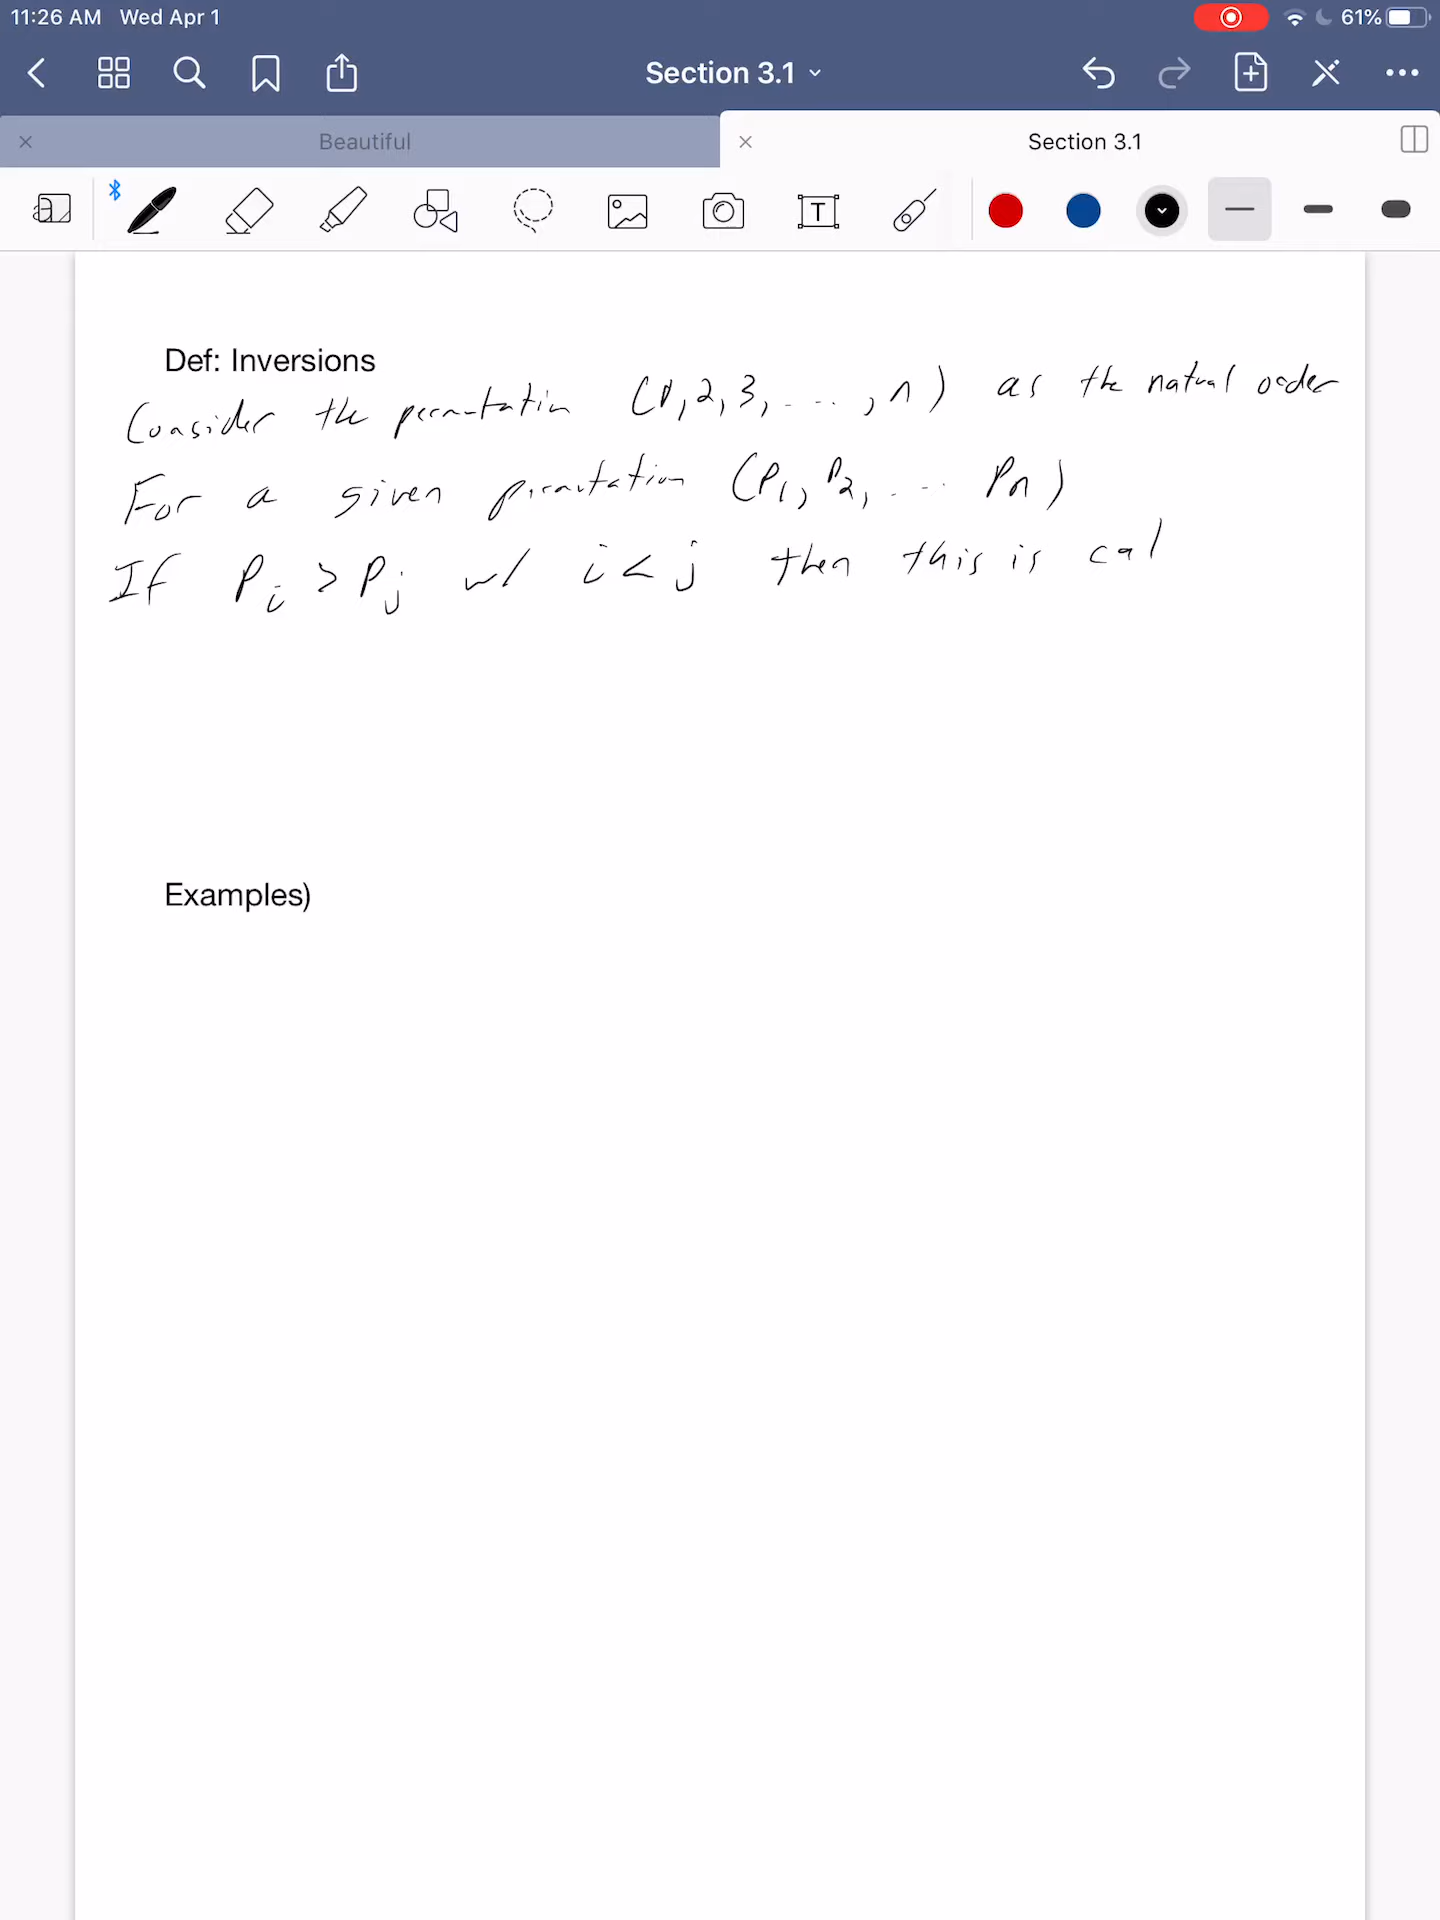 11:26 AM Wed Apr 1 61%
Section 3.1
Beautiful Section 3.1
T
Def: Inversions
Consider the permutation (1,2,3, ..., n) as the natural order
For a given permutation (P1, P2, ... Pn)
If Pi > Pj w/ i < j then this is cal
Examples)